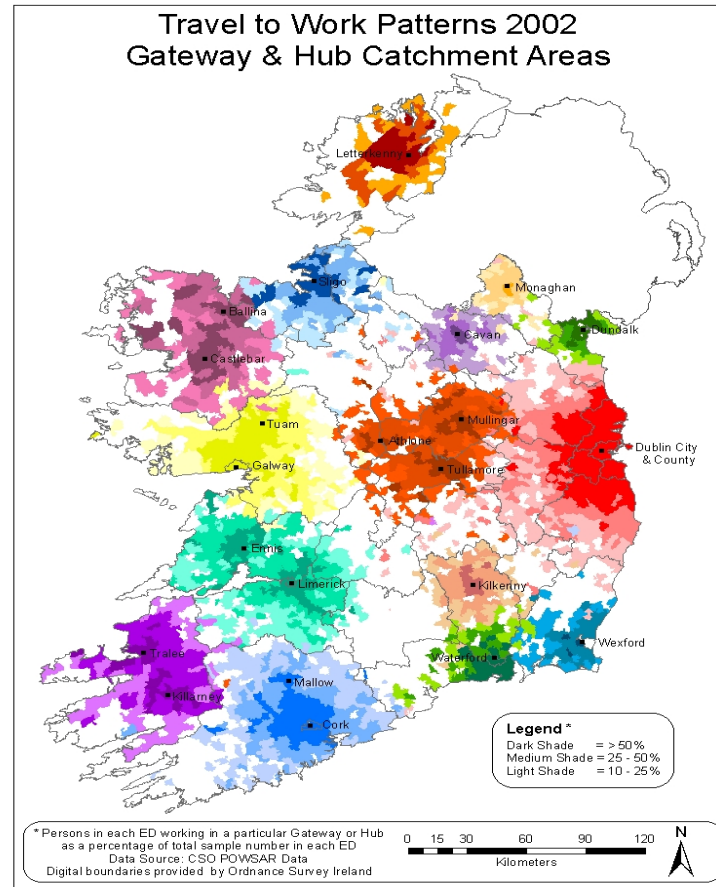 Travel to Work Patterns 2002
Gateway & Hub Catchment Areas
Letterkenny
Sligo
Monaghan
Ballina
Cavan
Dundalk
Castlebar
Tuam
Mullingar
Athlone
Dublin City
& County
Galway
Tullamore
Ennis
Limerick
Kilkenny
Wexford
Tralee
Waterford
Mallow
Killarney
Cork
Legend *
Dark Shade = > 50%
Medium Shade = 25 - 50%
Light Shade = 10 - 25%
* Persons in each ED working in a particular Gateway or Hub
as a percentage of total sample number in each ED
Data Source: CSO POWSAR Data
Digital boundaries provided by Ordnance Survey Ireland
0 15 30 60 90 120
Kilometers
N